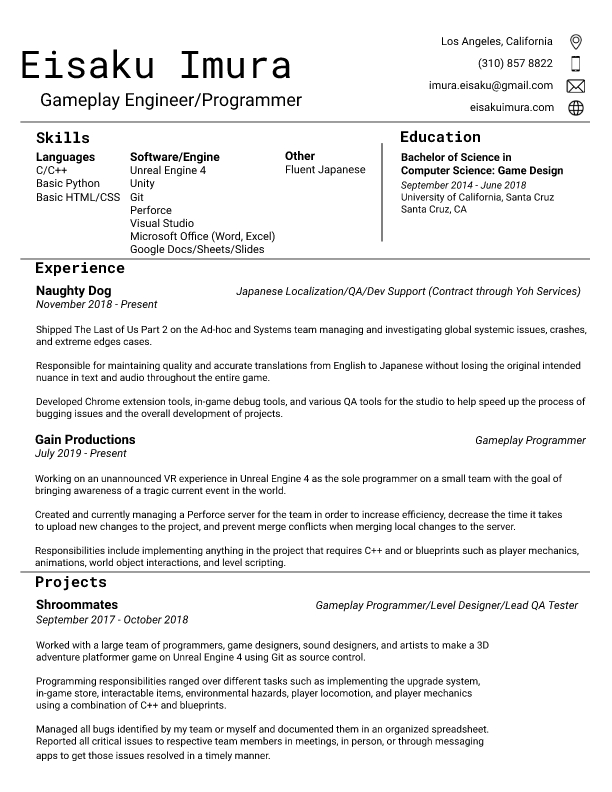 Eisaku Imura
Gameplay Engineer/Programmer
Los Angeles, California
(310) 857 8822
imura.eisaku@gmail.com
eisakuimura.com
Skills
Languages
C/C++
Basic Python
Basic HTML/CSS
Software/Engine
Unreal Engine 4
Unity
Git
Perforce
Visual Studio
Microsoft Office (Word, Excel)
Google Docs/Sheets/Slides
Other
Fluent Japanese
Education
Bachelor of Science in
Computer Science: Game Design
September 2014 - June 2018
University of California, Santa Cruz
Santa Cruz, CA
Experience
Naughty Dog
Japanese Localization/QA/Dev Support (Contract through Yoh Services)
November 2018 - Present
Shipped The Last of Us Part 2 on the Ad-hoc and Systems team managing and investigating global systemic issues, crashes,
and extreme edges cases.
Responsible for maintaining quality and accurate translations from English to Japanese without losing the original intended
nuance in text and audio throughout the entire game.
Developed Chrome extension tools, in-game debug tools, and various QA tools for the studio to help speed up the process of
bugging issues and the overall development of projects.
Gain Productions
Gameplay Programmer
July 2019 - Present
Working on an unannounced VR experience in Unreal Engine 4 as the sole programmer on a small team with the goal of
bringing awareness of a tragic current event in the world.
Created and currently managing a Perforce server for the team in order to increase efficiency, decrease the time it takes
to upload new changes to the project, and prevent merge conflicts when merging local changes to the server.
Responsibilities include implementing anything in the project that requires C++ and or blueprints such as player mechanics,
animations, world object interactions, and level scripting.
Projects
Shroommates
Gameplay Programmer/Level Designer/Lead QA Tester
September 2017 - October 2018
Worked with a large team of programmers, game designers, sound designers, and artists to make a 3D
adventure platformer game on Unreal Engine 4 using Git as source control.
Programming responsibilities ranged over different tasks such as implementing the upgrade system,
in-game store, interactable items, environmental hazards, player locomotion, and player mechanics
using a combination of C++ and blueprints.
Managed all bugs identified by my team or myself and documented them in an organized spreadsheet.
Reported all critical issues to respective team members in meetings, in person, or through messaging
apps to get those issues resolved in a timely manner.